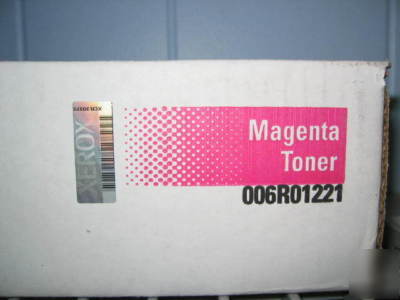 XEROX
Magenta
Toner
006R01221